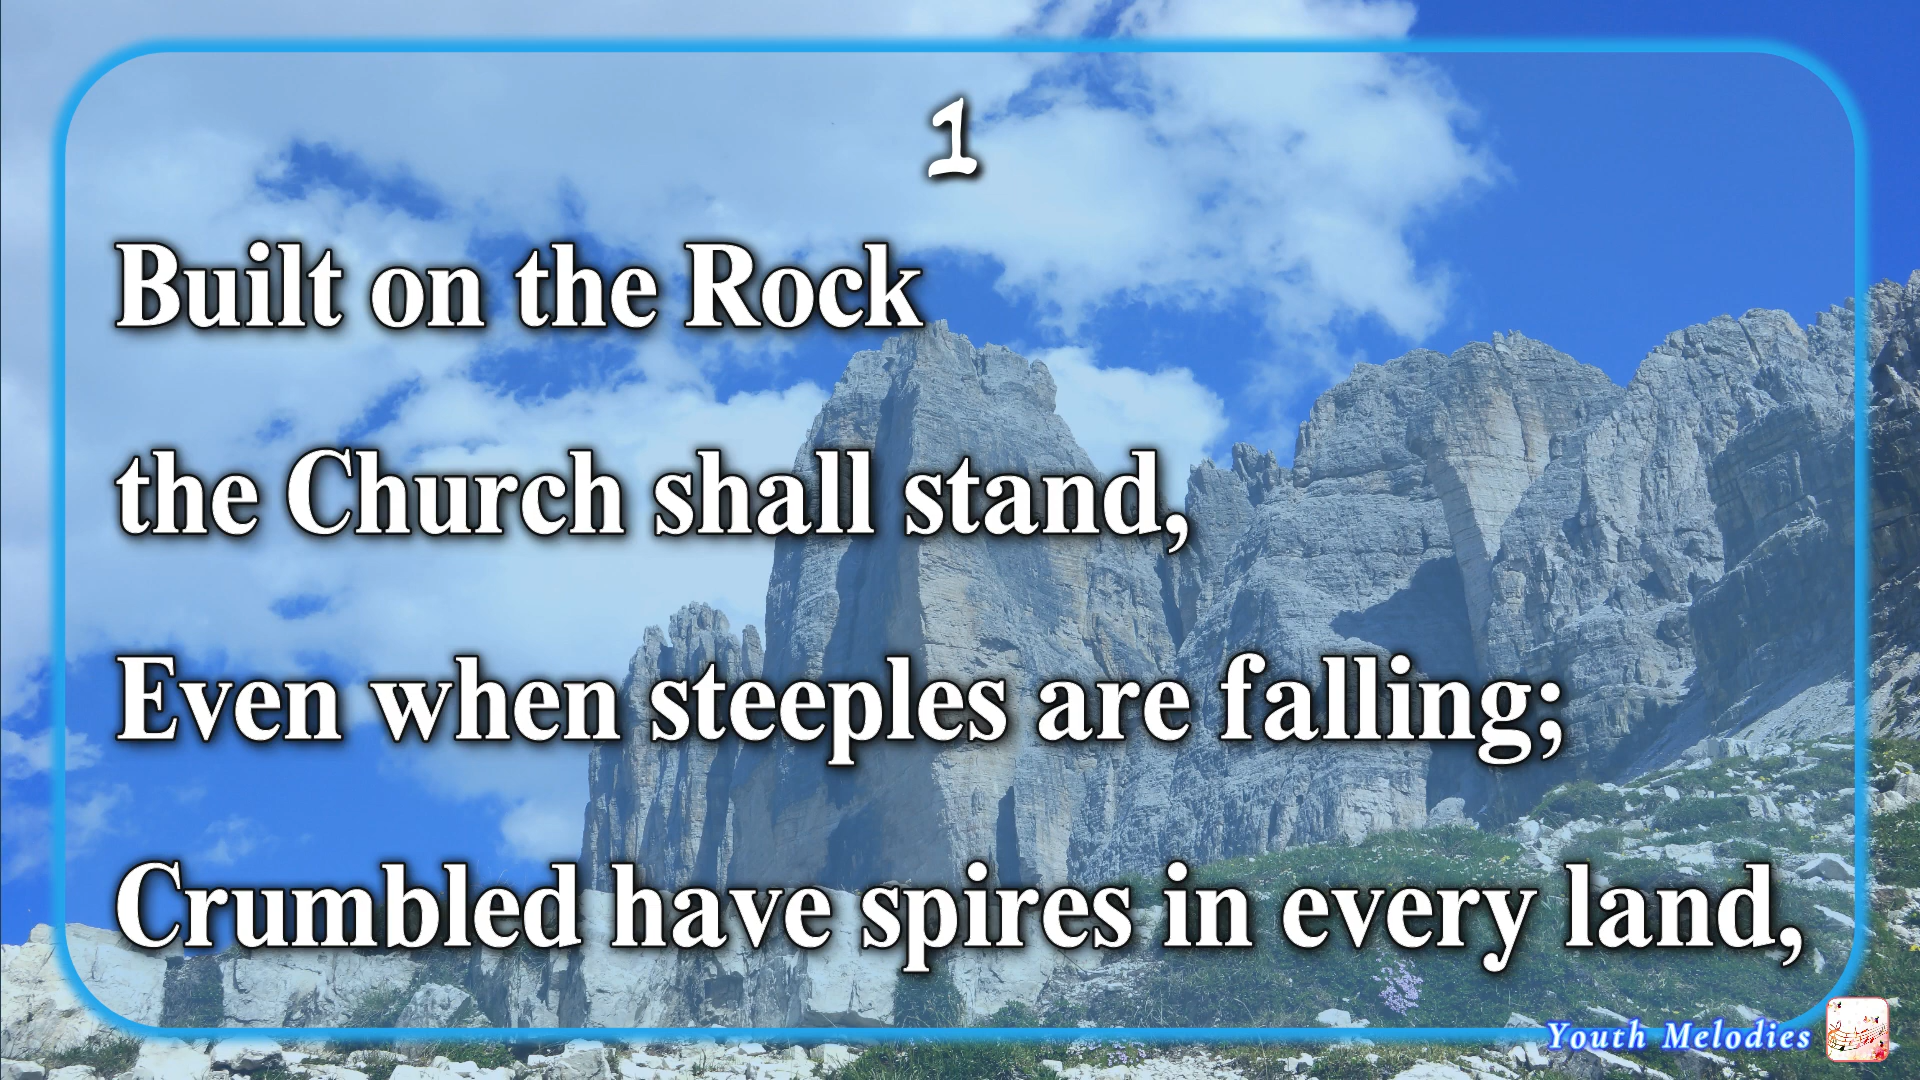 1
Built on the Rock
the Church shall stand,
Even when steeples are falling;
Crumbled have spires in every land,
Youth Melodies